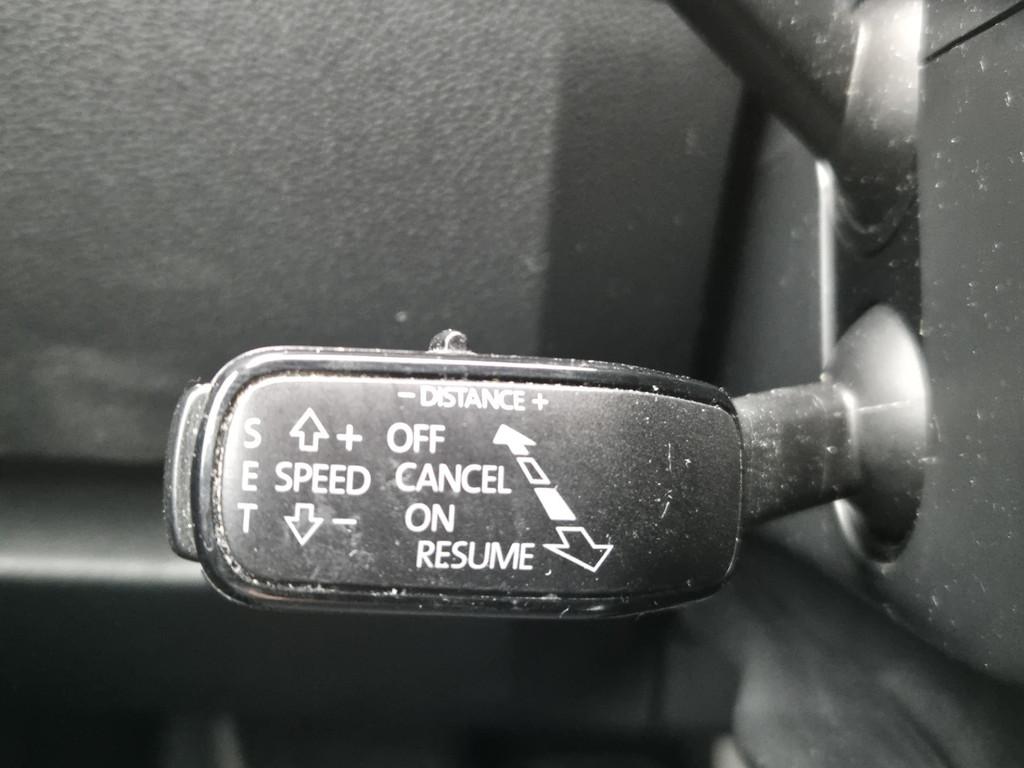 - DISTANCE +
S + OFF
E SPEED CANCEL
T - ON
RESUME